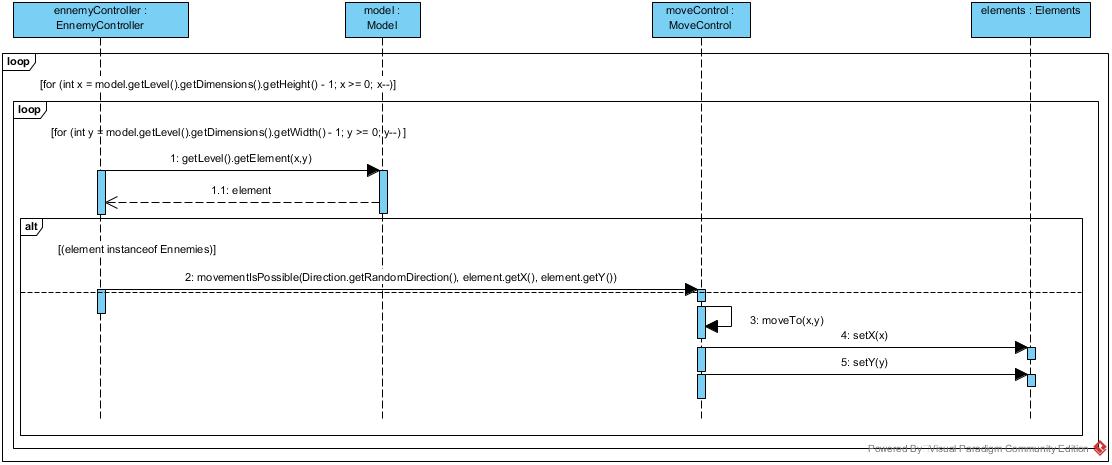 ennemyController :
EnnemyController
model :
Model
moveControl :
MoveControl
elements : Elements
loop
[for (int x = model.getLevel().getDimensions().getHeight() - 1; x >= 0; x--)]
loop
[for (int y = model.getLevel().getDimensions().getWidth() - 1; y >= 0; y--) ]
1: getLevel().getElement(x,y)
1.1: element
alt
[(element instanceof Ennemies)]
2: movementIsPossible(Direction.getRandomDirection(), element.getX(), element.getY())
3: moveTo(x,y)
4: setX(x)
5: setY(y)
Powered By Visual Paradigm Community Edition